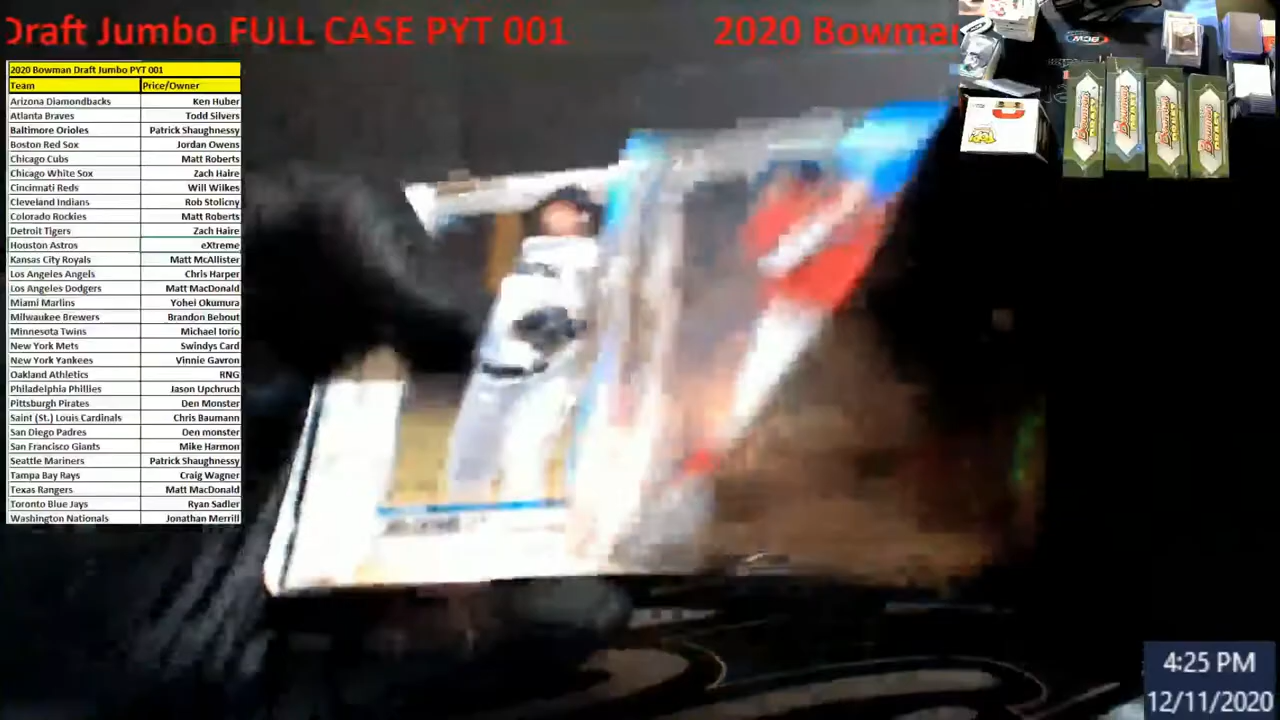 Draft Jumbo FULL CASE PYT 001 2020 Bowman
2020 Bowman Draft Jumbo PYT 001
Team Price/Owner
Arizona Diamondbacks Ken Huber
Atlanta Braves Todd Silvers
Baltimore Orioles Patrick Shaughnessy
Boston Red Sox Jordan Owens
Chicago Cubs Matt Roberts
Chicago White Sox Zach Haire
Cincinnati Reds Will Wilkes
Cleveland Indians Rob Stolicny
Colorado Rockies Matt Roberts
Detroit Tigers Zach Haire
Houston Astros eXtreme
Kansas City Royals Matt McAllister
Los Angeles Angels Chris Harper
Los Angeles Dodgers Matt MacDonald
Miami Marlins Yohei Okumura
Milwaukee Brewers Brandon Bebout
Minnesota Twins Michael Iorio
New York Mets Swindys Card
New York Yankees Vinnie Gavron
Oakland Athletics RNG
Philadelphia Phillies Jason Upchruch
Pittsburgh Pirates Den Monster
Saint (St.) Louis Cardinals Chris Baumann
San Diego Padres Den monster
San Francisco Giants Mike Harmon
Seattle Mariners Patrick Shaughnessy
Tampa Bay Rays Craig Wagner
Texas Rangers Matt MacDonald
Toronto Blue Jays Ryan Sadler
Washington Nationals Jonathan Merrill
4:25 PM
12/11/2020